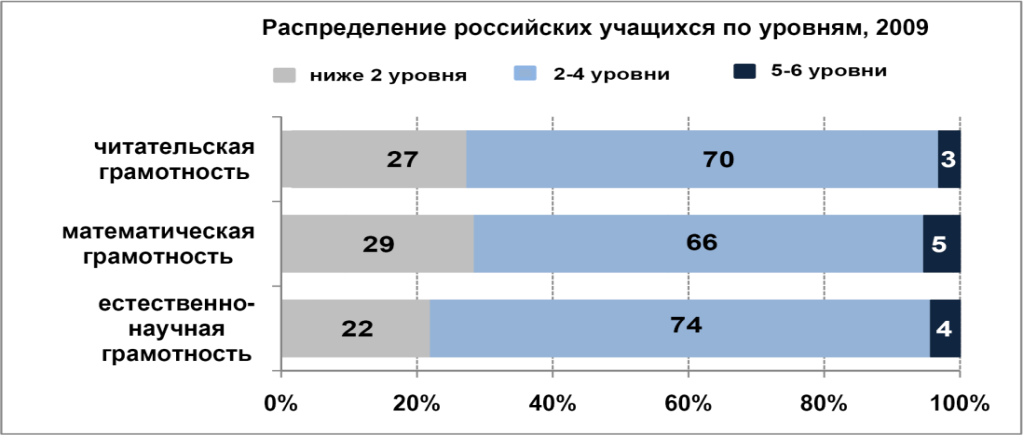 Распределение российских учащихся по уровням, 2009
ниже 2 уровня
2-4 уровни
5-6 уровни
читательская
грамотность
27
70
3
математическая
грамотность
29
66
5
естественно-
научная
грамотность
22
74
4
0%
20%
40%
60%
80%
100%